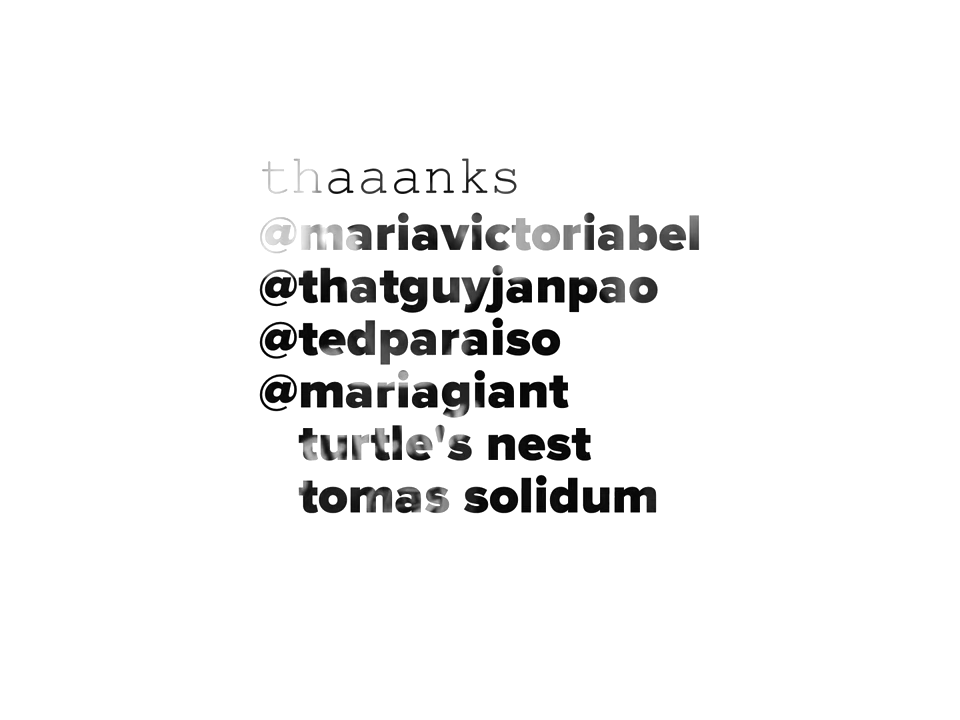 thaaanks
@mariavictoriabel
@thatguyjanpao
@tedparaiso
@mariagiant
turtle's nest
tomas solidum